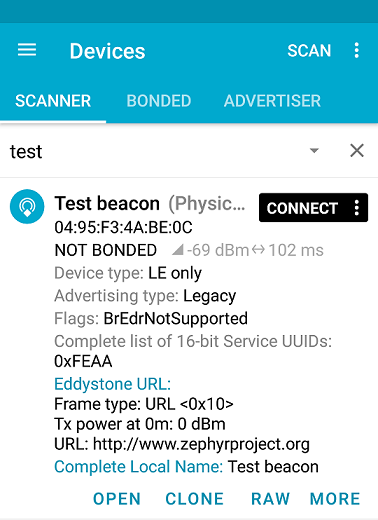 Devices SCAN
SCANNER BONDED ADVERTISER
test
Test beacon (Physic... CONNECT
04:95:F3:4A:BE:0C
NOT BONDED -69 dBm↔102 ms
Device type: LE only
Advertising type: Legacy
Flags: BrEdrNotSupported
Complete list of 16-bit Service UUIDs:
0xFEAA
Eddystone URL:
Frame type: URL <0x10>
Tx power at 0m: 0 dBm
URL: http://www.zephyrproject.org
Complete Local Name: Test beacon
OPEN CLONE RAW MORE